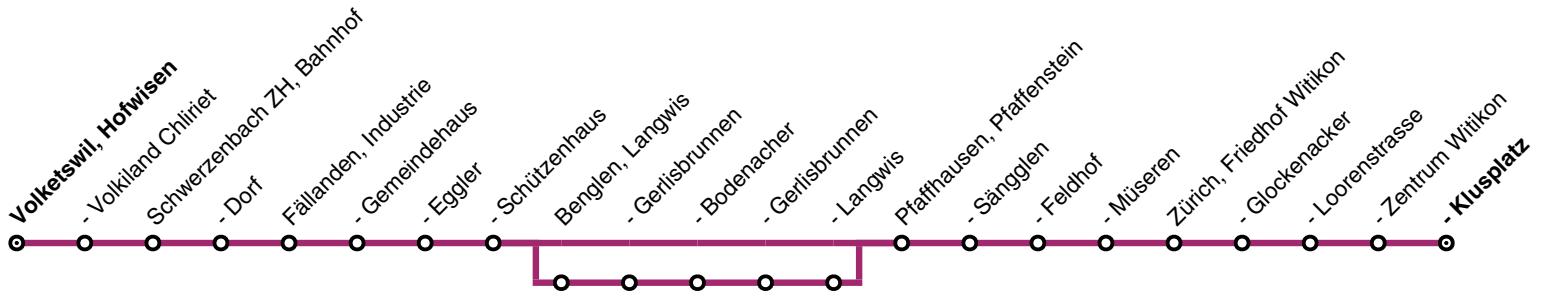 Volketswil, Hofwisen
- Volkiland Chliriet
Schwerzenbach ZH, Bahnhof
- Dorf
Fällanden, Industrie
- Gemeindehaus
- Eggler
- Schützenhaus
Benglen, Langwis
- Gerlisbrunnen
- Bodenacher
- Gerlisbrunnen
- Langwis
Pfaffhausen, Pfaffenstein
- Sängglen
- Feldhof
- Müseren
Zürich, Friedhof Witikon
- Glockenacker
- Loorenstrasse
- Zentrum Witikon
- Klusplatz